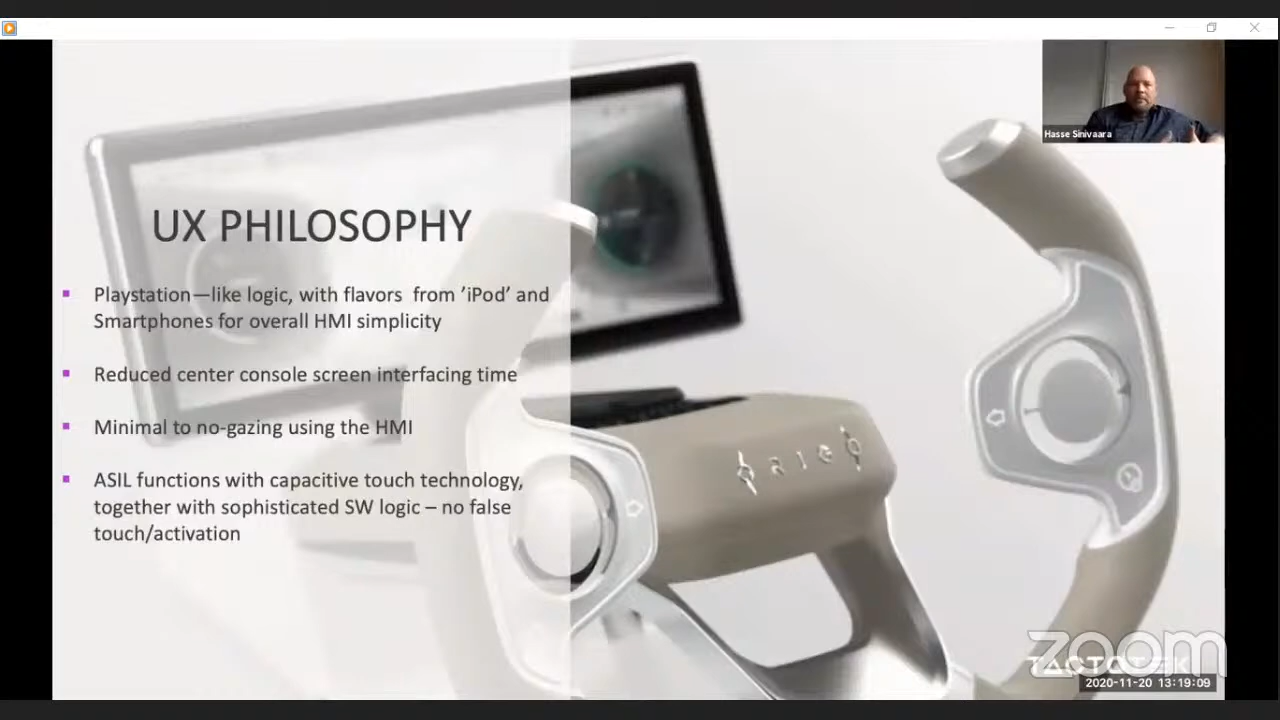 Hasse Sinivaara
UX PHILOSOPHY
Playstation—like logic, with flavors from ’iPod’ and
Smartphones for overall HMI simplicity
Reduced center console screen interfacing time
Minimal to no-gazing using the HMI
ASIL functions with capacitive touch technology,
together with sophisticated SW logic – no false
touch/activation
zoom
TACTOTEK
2020-11-20 13:19:09